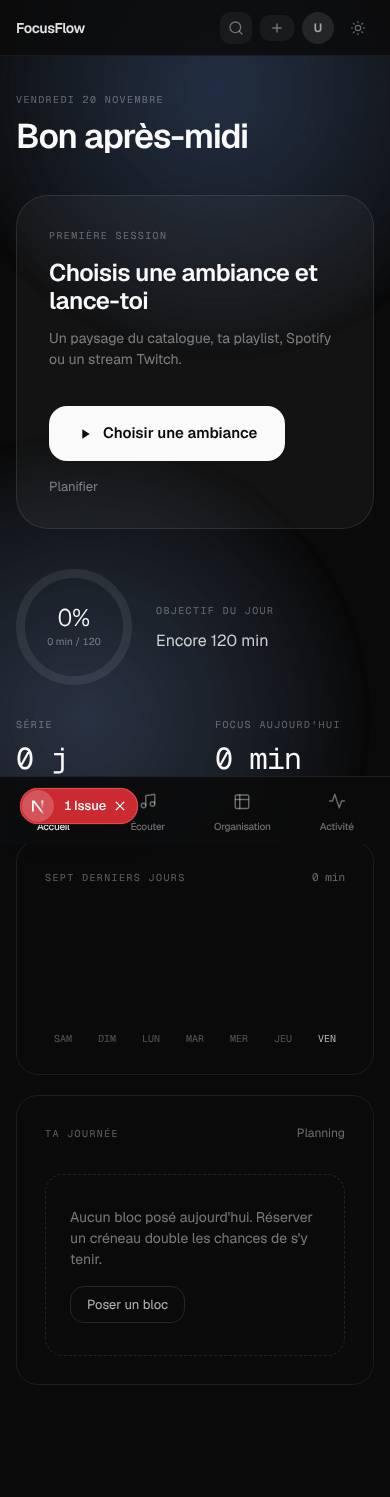 FocusFlow
U
VENDREDI 20 NOVEMBRE
Bon après-midi
PREMIÈRE SESSION
Choisis une ambiance et
lance-toi
Un paysage du catalogue, ta playlist, Spotify
ou un stream Twitch.
Choisir une ambiance
Planifier
0%
0 min / 120
OBJECTIF DU JOUR
Encore 120 min
SÉRIE
FOCUS AUJOURD'HUI
0 j
0 min
N
1 Issue
Accueil
Écouter
Organisation
Activité
SEPT DERNIERS JOURS
0 min
SAM DIM LUN MAR MER JEU VEN
TA JOURNÉE
Planning
Aucun bloc posé aujourd'hui. Réserver
un créneau double les chances de s'y
tenir.
Poser un bloc